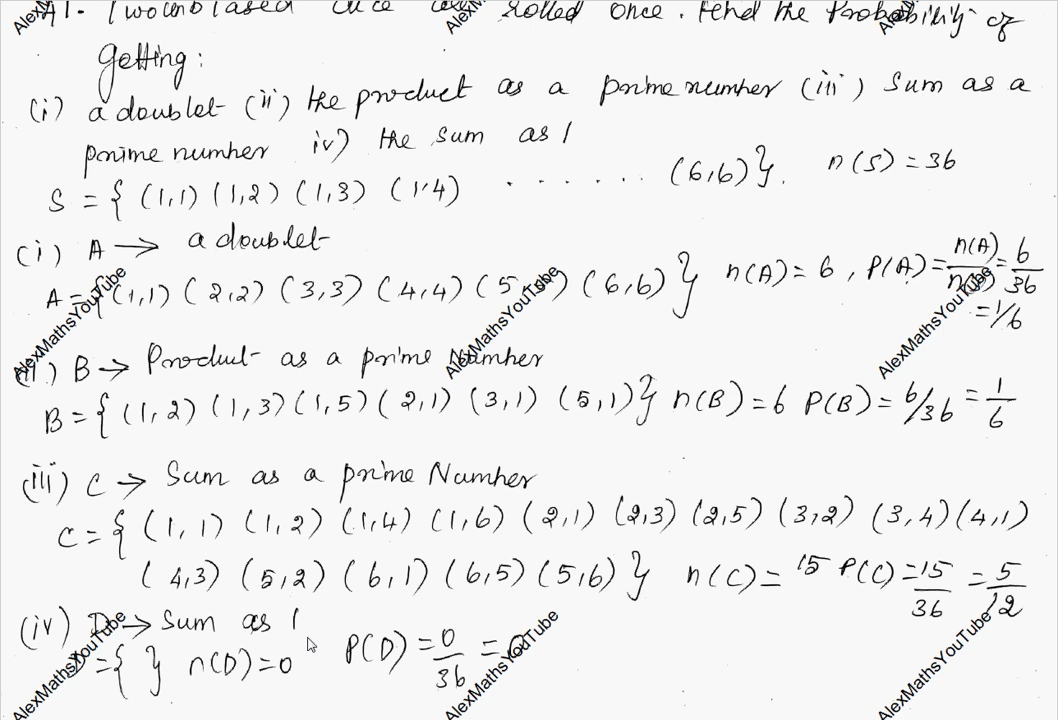 41. Two unbiased dice are rolled once. Find the Probability of
getting:
(i) a doublet (ii) the product as a prime number (iii) Sum as a
prime number iv) the sum as 1
S = { (1,1) (1,2) (1,3) (1,4) . . . . . . . (6,6) }. n(S) = 36
(i) A → a doublet
A = { (1,1) (2,2) (3,3) (4,4) (5,5) (6,6) } n(A) = 6 , P(A) = n(A)/n(S) = 6/36
= 1/6
(ii) B → Product as a prime Number
B = { (1,2) (1,3) (1,5) (2,1) (3,1) (5,1) } n(B) = 6 P(B) = 6/36 = 1/6
(iii) C → Sum as a prime Number
C = { (1,1) (1,2) (1,4) (1,6) (2,1) (2,3) (2,5) (3,2) (3,4) (4,1)
(4,3) (5,2) (6,1) (6,5) (5,6) } n(C) = 15 P(C) = 15/36 = 5/12
(iv) D → Sum as 1
D = { } n(D) = 0 P(D) = 0/36 = 0
AlexMathsYouTube
AlexMathsYouTube
AlexMathsYouTube
AlexMathsYouTube
AlexMathsYouTube
AlexMathsYouTube